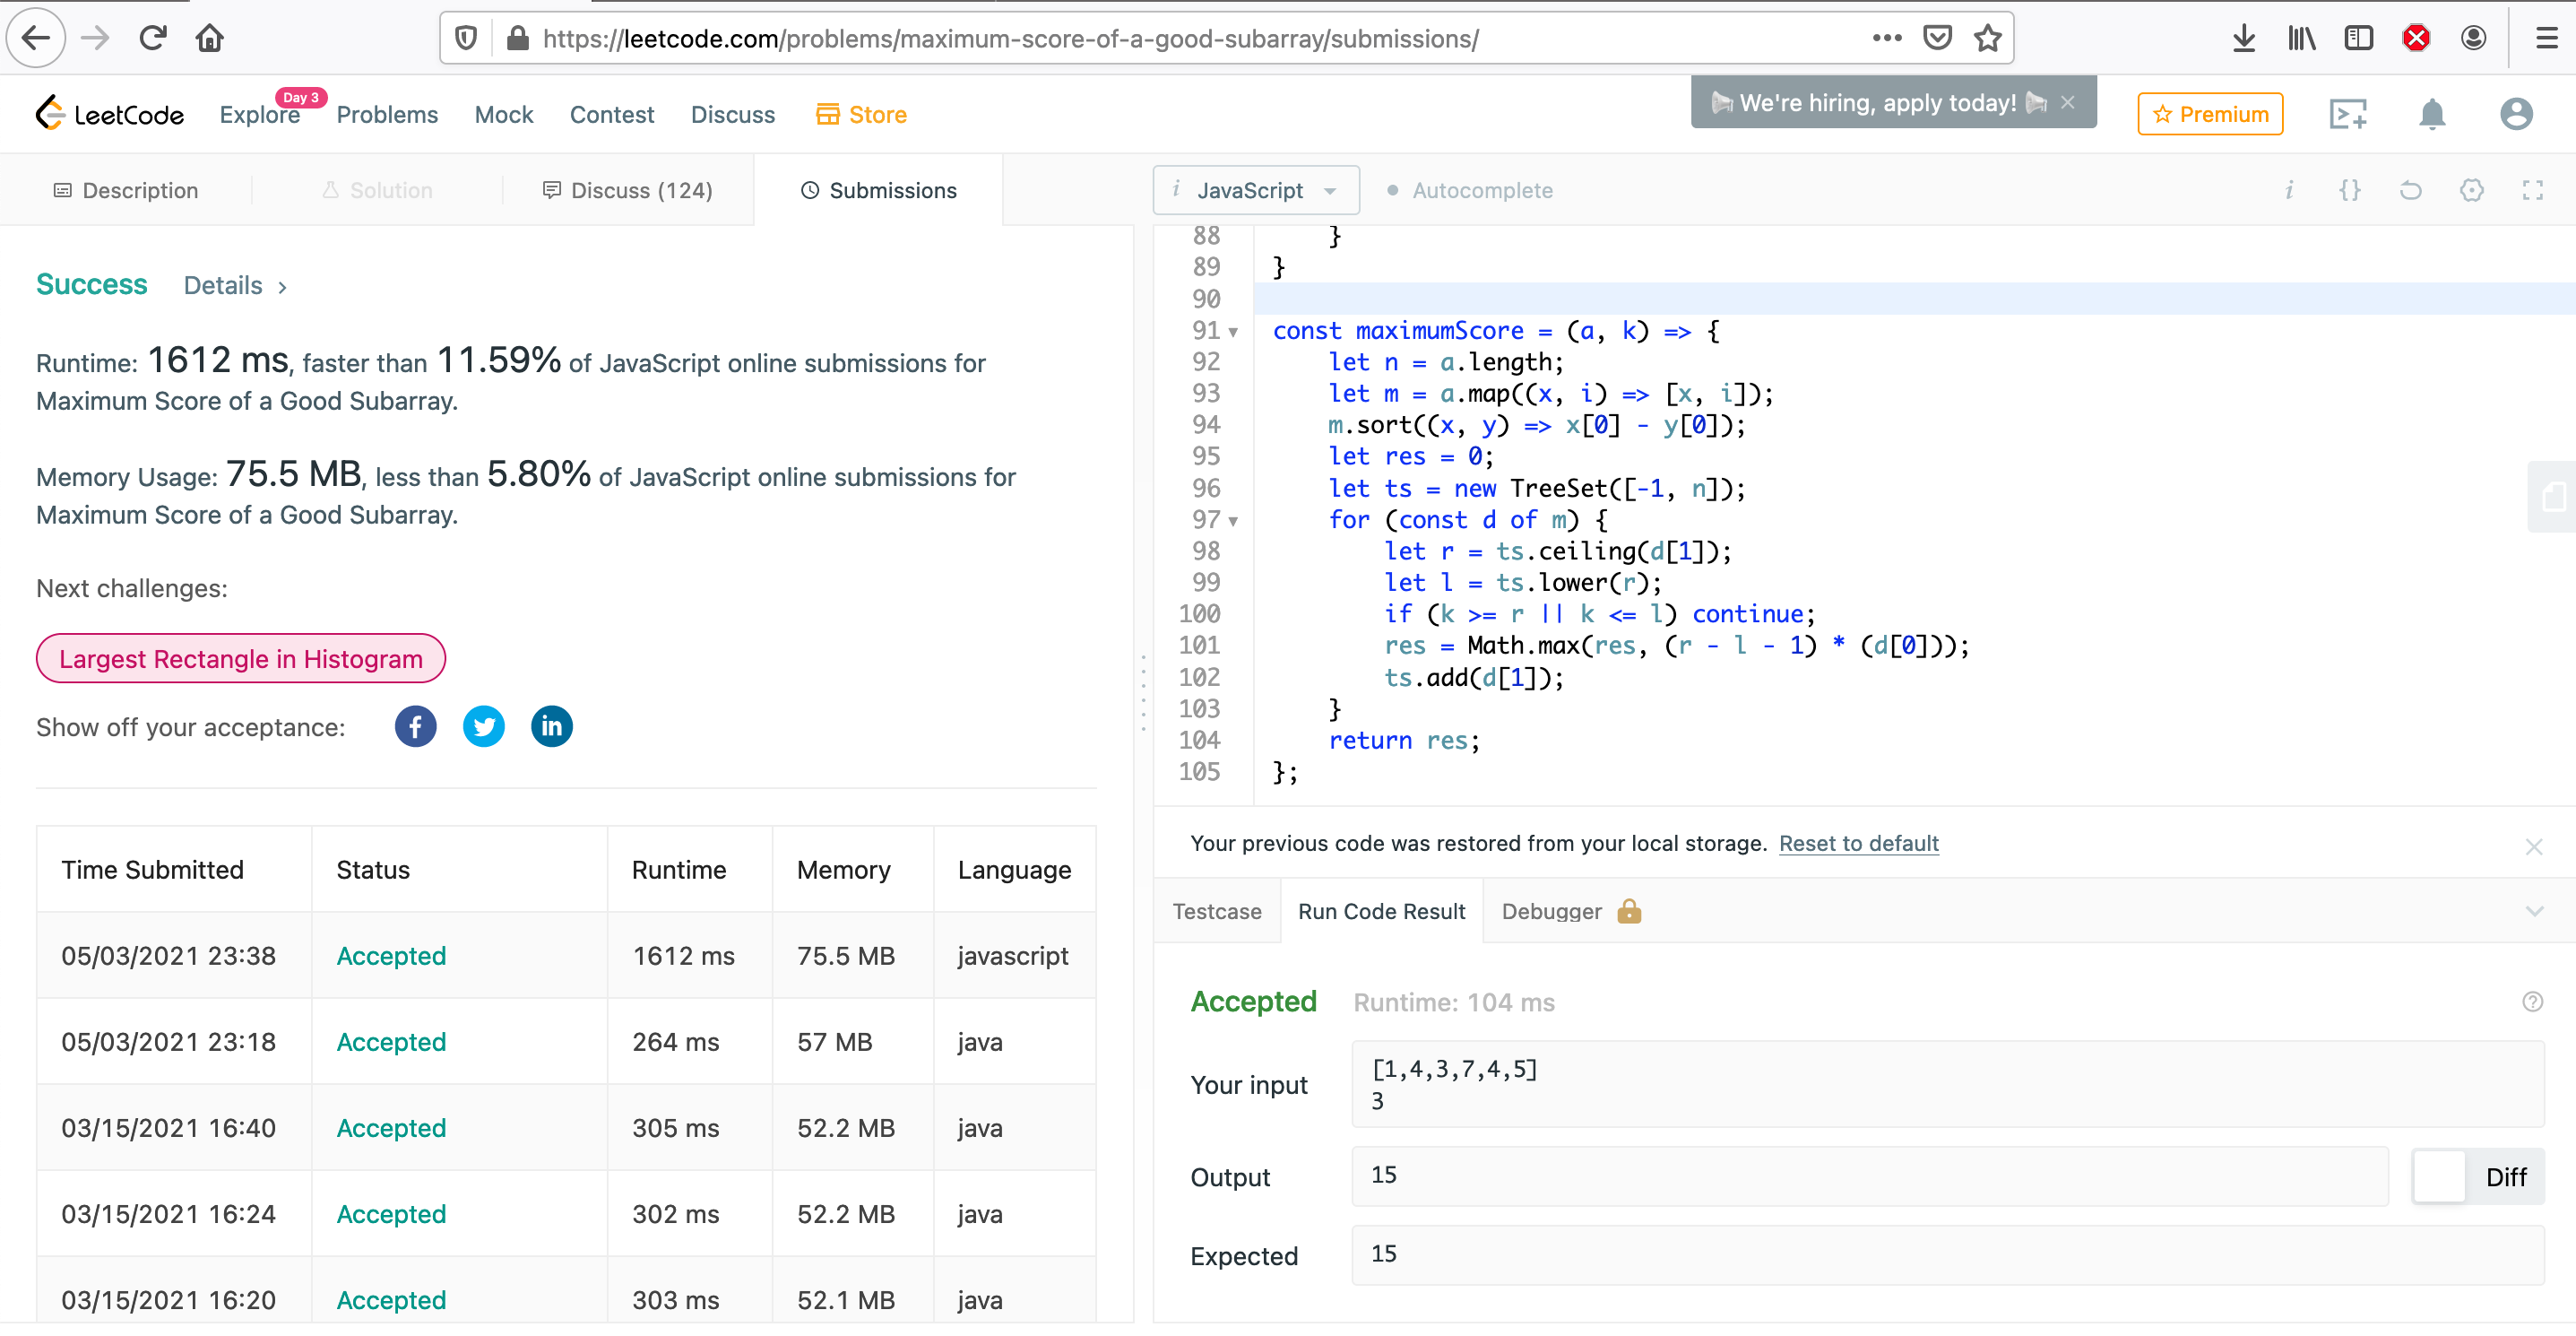 https://leetcode.com/problems/maximum-score-of-a-good-subarray/submissions/
LeetCode
Explore
Day 3
Problems
Mock
Contest
Discuss
Store
We're hiring, apply today!
Premium
Description
Solution
Discuss (124)
Submissions
i JavaScript
Autocomplete
Success
Details >
Runtime: 1612 ms, faster than 11.59% of JavaScript online submissions for
Maximum Score of a Good Subarray.
Memory Usage: 75.5 MB, less than 5.80% of JavaScript online submissions for
Maximum Score of a Good Subarray.
Next challenges:
Largest Rectangle in Histogram
Show off your acceptance:
Time Submitted Status Runtime Memory Language
05/03/2021 23:38 Accepted 1612 ms 75.5 MB javascript
05/03/2021 23:18 Accepted 264 ms 57 MB java
03/15/2021 16:40 Accepted 305 ms 52.2 MB java
03/15/2021 16:24 Accepted 302 ms 52.2 MB java
03/15/2021 16:20 Accepted 303 ms 52.1 MB java
88     }
89 }
90
91 const maximumScore = (a, k) => {
92     let n = a.length;
93     let m = a.map((x, i) => [x, i]);
94     m.sort((x, y) => x[0] - y[0]);
95     let res = 0;
96     let ts = new TreeSet([-1, n]);
97     for (const d of m) {
98         let r = ts.ceiling(d[1]);
99         let l = ts.lower(r);
100         if (k >= r || k <= l) continue;
101         res = Math.max(res, (r - l - 1) * (d[0]));
102         ts.add(d[1]);
103     }
104     return res;
105 };
Your previous code was restored from your local storage. Reset to default
Testcase
Run Code Result
Debugger
Accepted
Runtime: 104 ms
Your input
[1,4,3,7,4,5]
3
Output
15
Diff
Expected
15